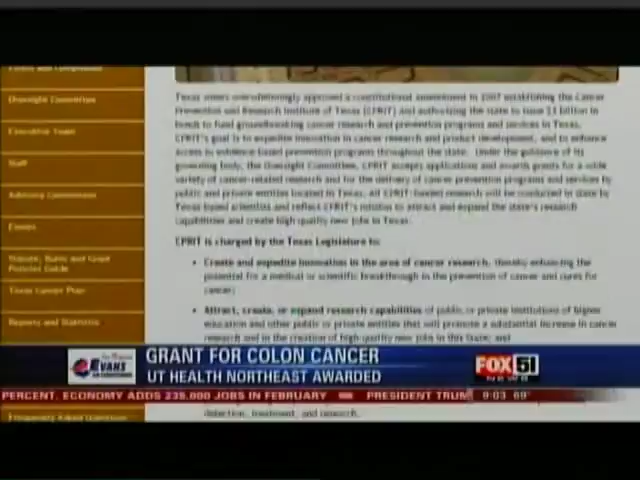 Oversight Committee
Executive Team
Staff
Advisory Committees
Events
Statute, Rules and Grant
Policies Guide
Texas Cancer Plan
Reports and Statistics
Texas voters overwhelmingly approved a constitutional amendment in 2007 establishing the Cancer
Prevention and Research Institute of Texas (CPRIT) and authorizing the state to issue $3 billion in
bonds to fund groundbreaking cancer research and prevention programs and services in Texas.
CPRIT's goal is to expedite innovation in cancer research and product development, and to enhance
access to evidence-based prevention programs throughout the state. Under the guidance of its
governing body, the Oversight Committee, CPRIT accepts applications and awards grants for a wide
variety of cancer-related research and for the delivery of cancer prevention programs and services by
public and private entities located in Texas. All CPRIT-funded research will be conducted in state by
Texas-based scientists and reflect CPRIT's mission to attract and expand the state's research
capabilities and create high quality new jobs in Texas.
CPRIT is charged by the Texas Legislature to:
• Create and expedite innovation in the area of cancer research, thereby enhancing the
potential for a medical or scientific breakthrough in the prevention of cancer and cures for
cancer;
• Attract, create, or expand research capabilities of public or private institutions of higher
education and other public or private entities that will promote a substantial increase in cancer
research and in the creation of high-quality new jobs in this State; and
EVANS
GRANT FOR COLON CANCER
UT HEALTH NORTHEAST AWARDED
FOX 51
NEWS
PERCENT. ECONOMY ADDS 235,000 JOBS IN FEBRUARY
PRESIDENT TRUM
9:03 69°
Frequently Asked Questions
detection, treatment, and research.